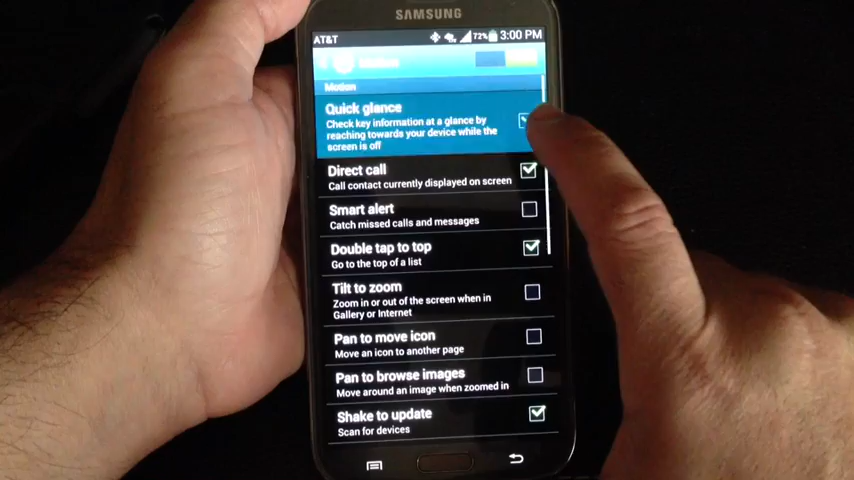 SAMSUNG
AT&T 72% 3:00 PM
Motion
Quick glance
Check key information at a glance by
reaching towards your device while the
screen is off
Direct call
Call contact currently displayed on screen
Smart alert
Catch missed calls and messages
Double tap to top
Go to the top of a list
Tilt to zoom
Zoom in or out of the screen when in
Gallery or Internet
Pan to move icon
Move an icon to another page
Pan to browse images
Move around an image when zoomed in
Shake to update
Scan for devices